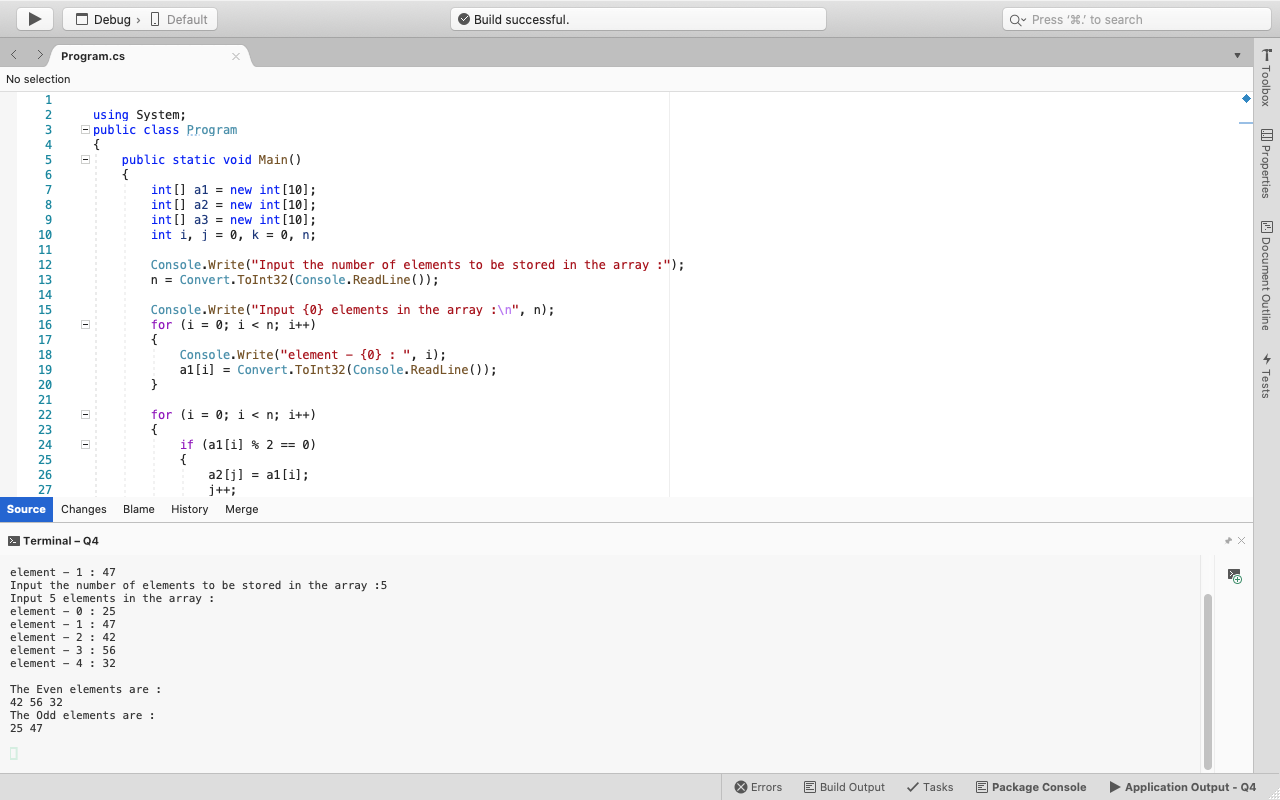 Debug › Default
Build successful.
Press ‘⌘.’ to search
Program.cs
No selection
1
2 using System;
3 public class Program
4 {
5 public static void Main()
6 {
7 int[] a1 = new int[10];
8 int[] a2 = new int[10];
9 int[] a3 = new int[10];
10 int i, j = 0, k = 0, n;
11
12 Console.Write("Input the number of elements to be stored in the array :");
13 n = Convert.ToInt32(Console.ReadLine());
14
15 Console.Write("Input {0} elements in the array :\n", n);
16 for (i = 0; i < n; i++)
17 {
18 Console.Write("element - {0} : ", i);
19 a1[i] = Convert.ToInt32(Console.ReadLine());
20 }
21
22 for (i = 0; i < n; i++)
23 {
24 if (a1[i] % 2 == 0)
25 {
26 a2[j] = a1[i];
27 j++;
Source Changes Blame History Merge
Terminal – Q4
element - 1 : 47
Input the number of elements to be stored in the array :5
Input 5 elements in the array :
element - 0 : 25
element - 1 : 47
element - 2 : 42
element - 3 : 56
element - 4 : 32
The Even elements are :
42 56 32
The Odd elements are :
25 47
Errors Build Output Tasks Package Console Application Output - Q4
Toolbox
Properties
Document Outline
Tests